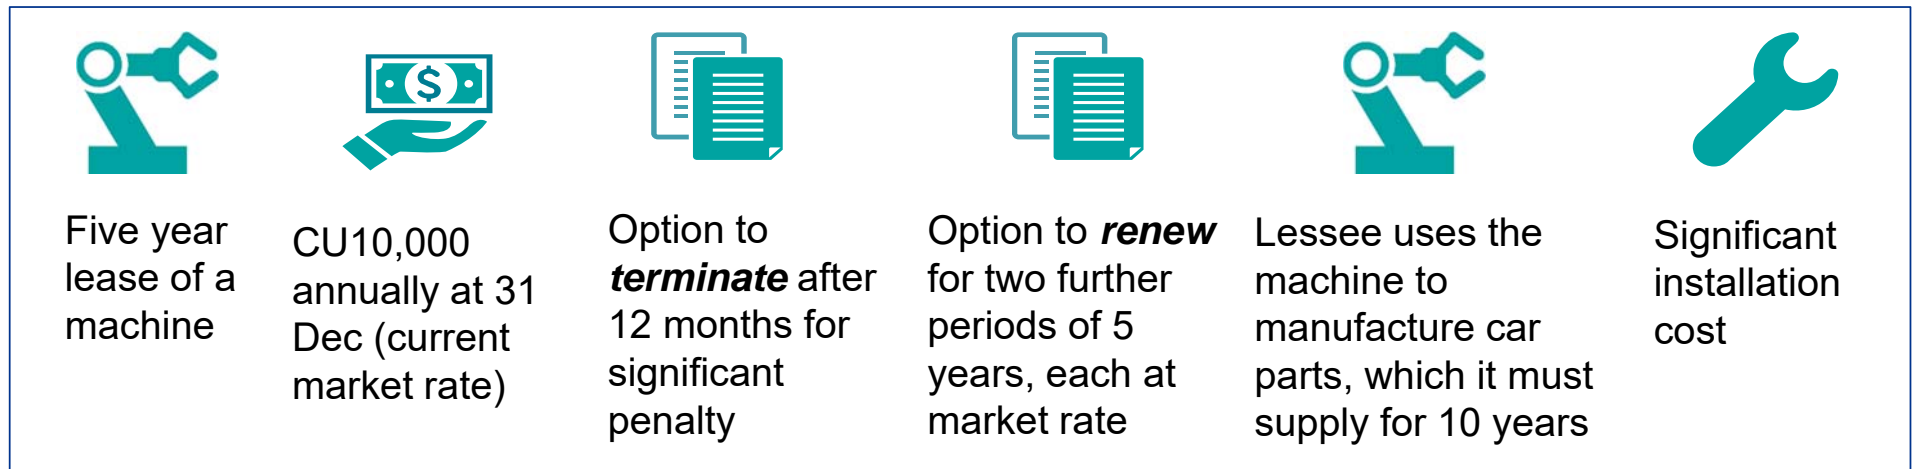 Five year
lease of a
machine
CU10,000
annually at 31
Dec (current
market rate)
Option to
terminate after
12 months for
significant
penalty
Option to renew
for two further
periods of 5
years, each at
market rate
Lessee uses the
machine to
manufacture car
parts, which it must
supply for 10 years
Significant
installation
cost
$